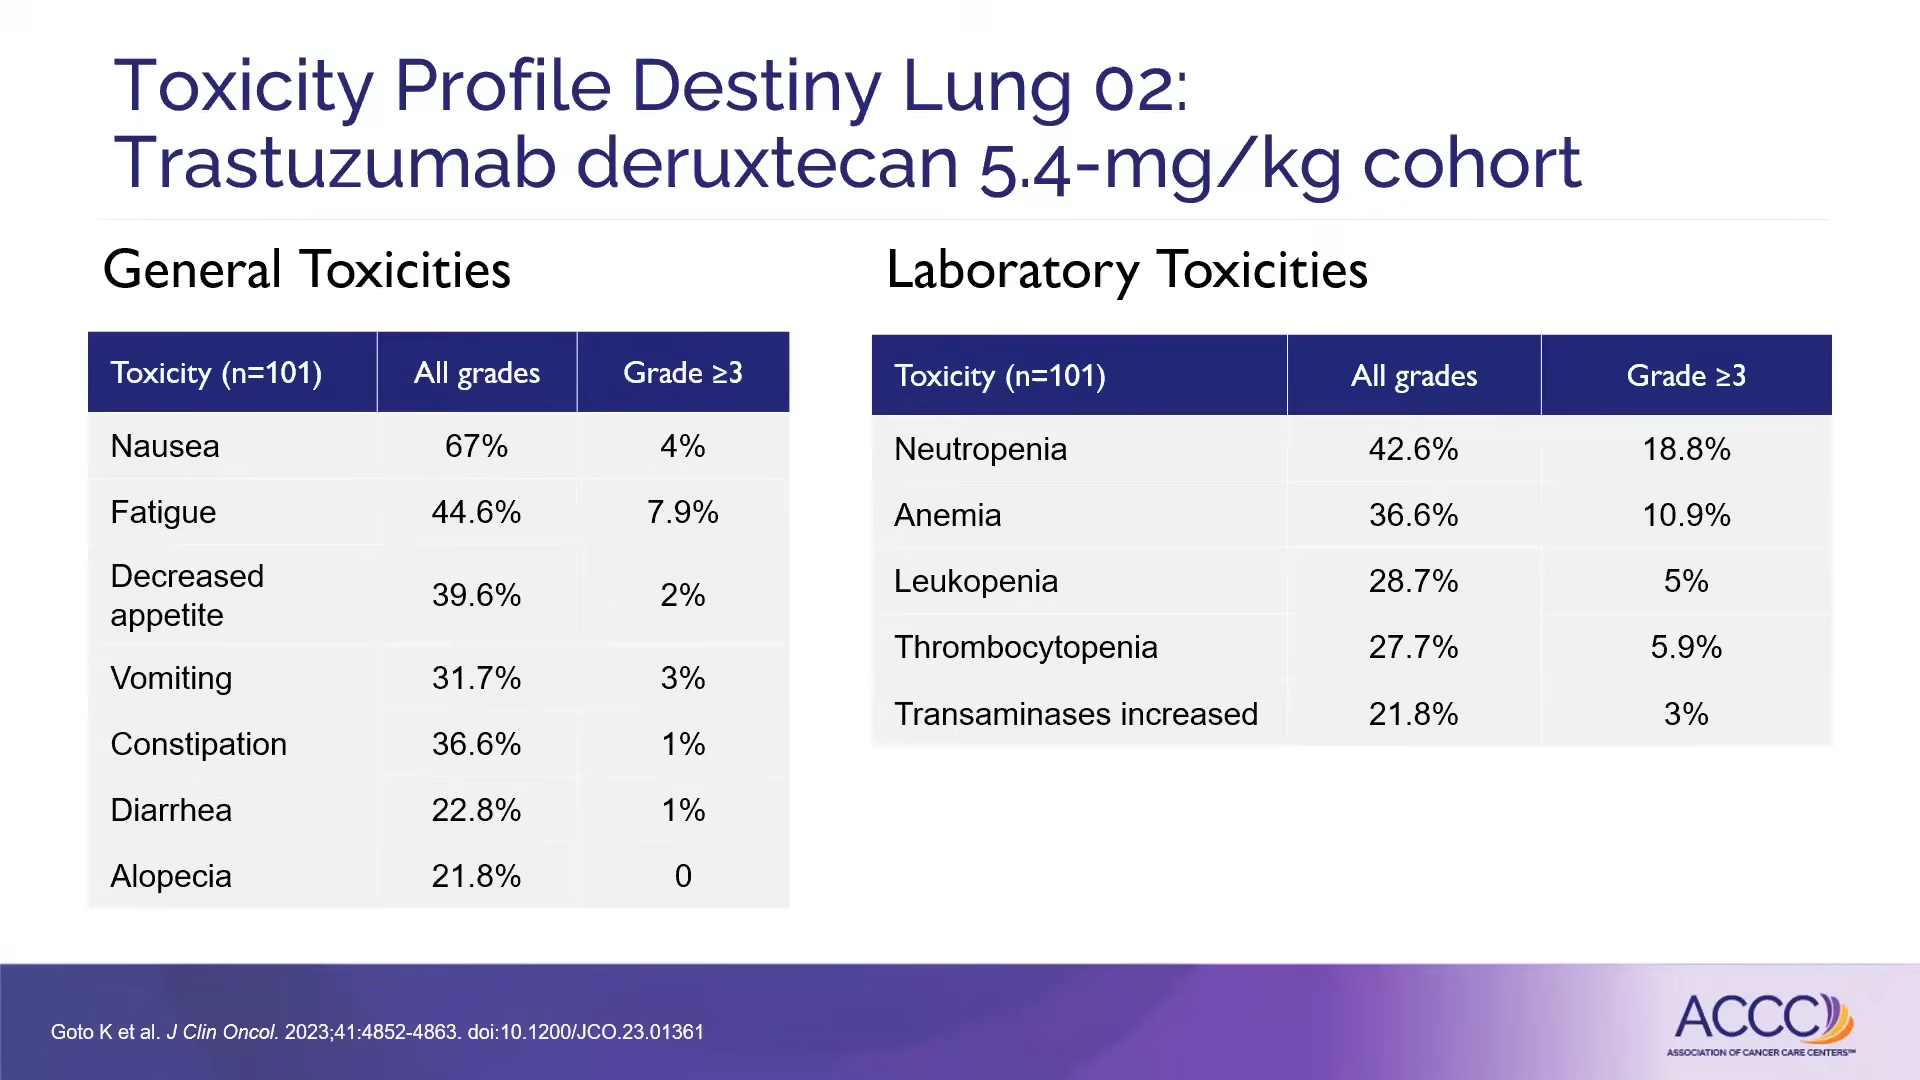 Toxicity Profile Destiny Lung 02:
Trastuzumab deruxtecan 5.4-mg/kg cohort
General Toxicities
Toxicity (n=101) All grades Grade ≥3
Nausea 67% 4%
Fatigue 44.6% 7.9%
Decreased
appetite 39.6% 2%
Vomiting 31.7% 3%
Constipation 36.6% 1%
Diarrhea 22.8% 1%
Alopecia 21.8% 0
Laboratory Toxicities
Toxicity (n=101) All grades Grade ≥3
Neutropenia 42.6% 18.8%
Anemia 36.6% 10.9%
Leukopenia 28.7% 5%
Thrombocytopenia 27.7% 5.9%
Transaminases increased 21.8% 3%
Goto K et al. J Clin Oncol. 2023;41:4852-4863. doi:10.1200/JCO.23.01361
ACCC
ASSOCIATION OF CANCER CARE CENTERS™